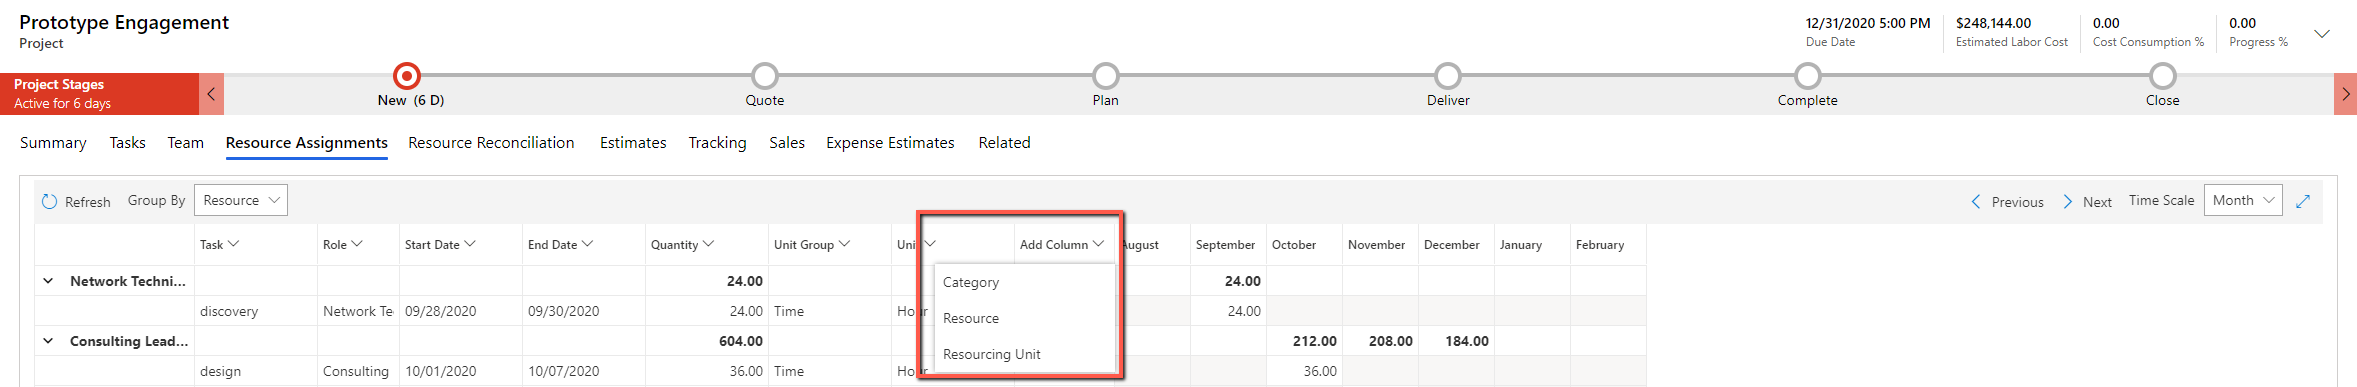 Prototype Engagement
Project
12/31/2020 5:00 PM
Due Date
$248,144.00
Estimated Labor Cost
0.00
Cost Consumption %
0.00
Progress %
Project Stages
Active for 6 days
New (6 D)
Quote
Plan
Deliver
Complete
Close
Summary Tasks Team Resource Assignments Resource Reconciliation Estimates Tracking Sales Expense Estimates Related
Refresh Group By Resource Previous Next Time Scale Month
Task Role Start Date End Date Quantity Unit Group Uni Add Column August September October November December January February
Network Techni... 24.00 24.00
discovery Network Te 09/28/2020 09/30/2020 24.00 Time Hour 24.00
Consulting Lead... 604.00 212.00 208.00 184.00
design Consulting 10/01/2020 10/07/2020 36.00 Time Hour 36.00
Category
Resource
Resourcing Unit